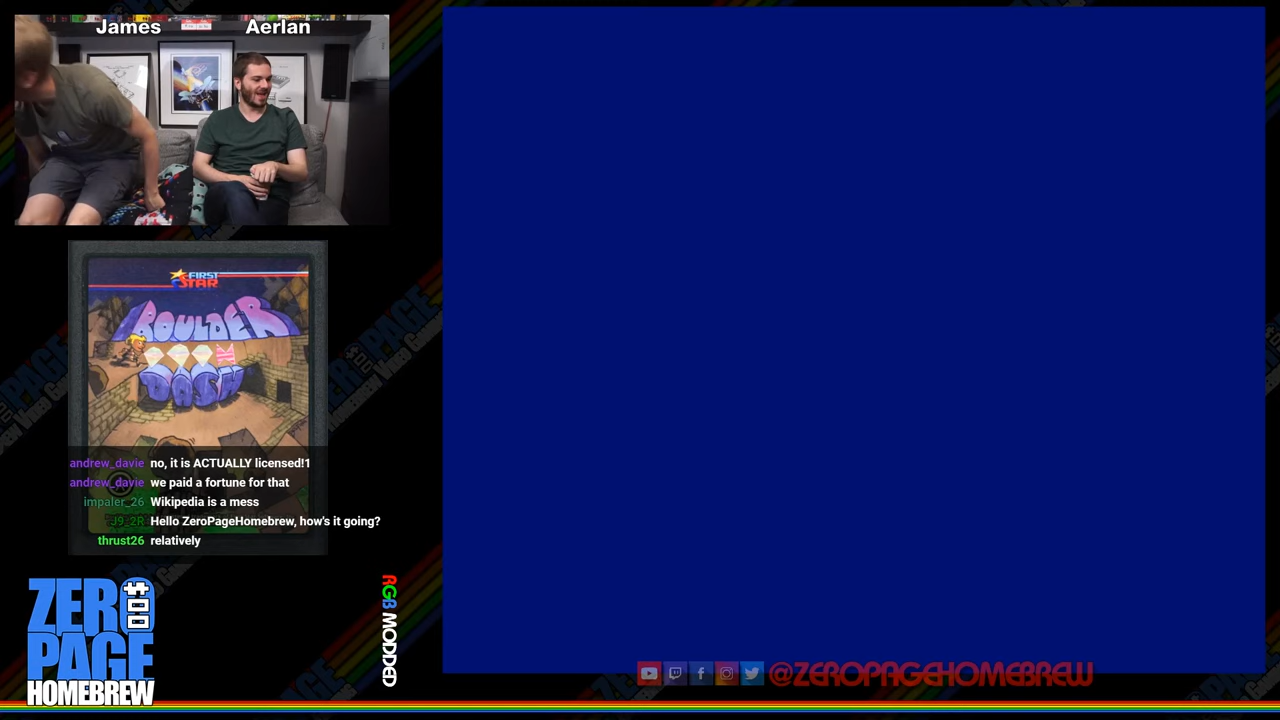 James Aerlan
FIRST
STAR
BOULDER
DASH
andrew_davie no, it is ACTUALLY licensed!1
andrew_davie we paid a fortune for that
impaler_26 Wikipedia is a mess
J9_2R Hello ZeroPageHomebrew, how's it going?
thrust26 relatively
ZERO
PAGE
HOMEBREW
RGB MODDED
@ZEROPAGEHOMEBREW